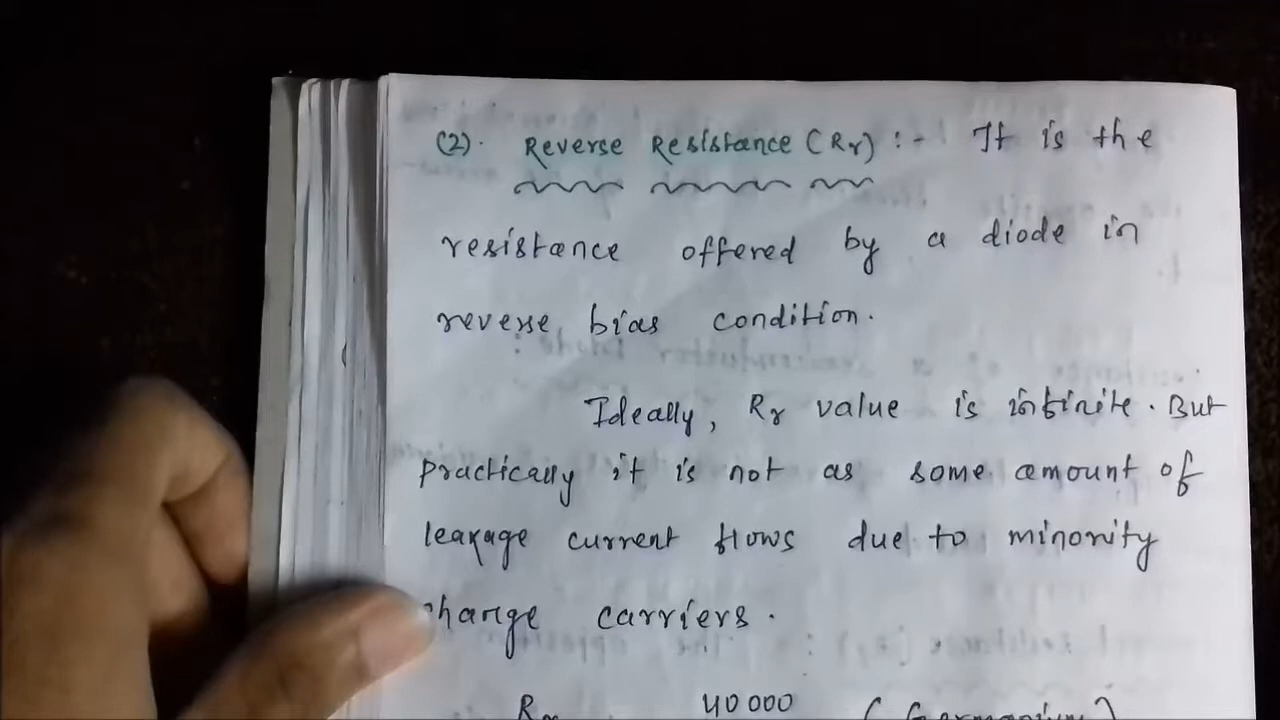 (2). Reverse Resistance (Rr) :- It is the
resistance offered by a diode in
reverse bias condition.
Ideally, Rr value is infinite. But
practically it is not as some amount of
leakage current flows due to minority
charge carriers.
Rr 40000 (Germanium)